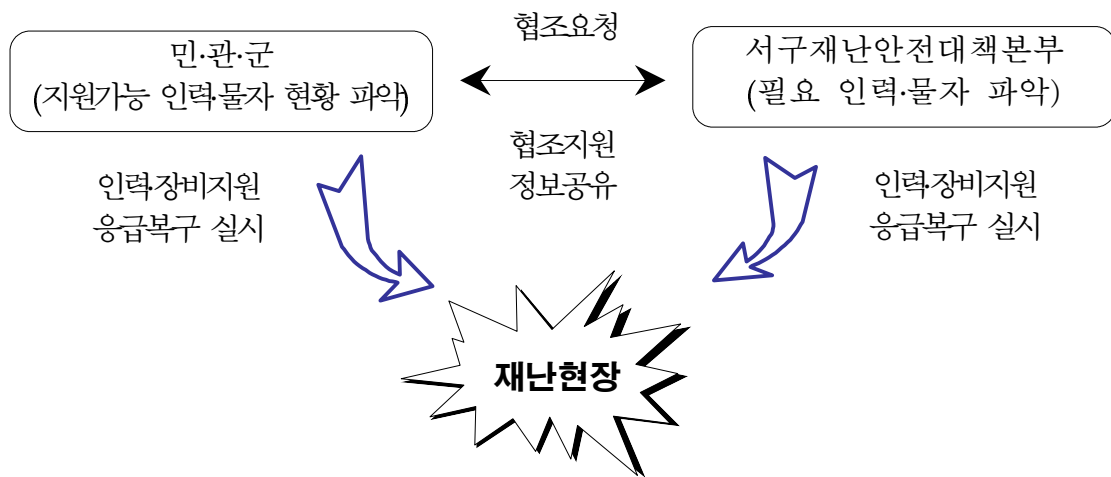 협조요청
민·관·군
(지원가능 인력·물자 현황 파악)
서구재난안전대책본부
(필요 인력·물자 파악)
협조지원
정보공유
인력·장비지원
응급복구 실시
인력·장비지원
응급복구 실시
재난현장